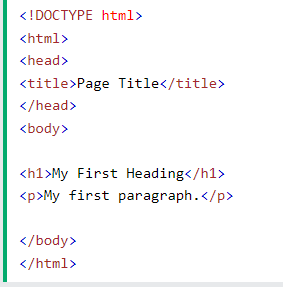 <!DOCTYPE html>
<html>
<head>
<title>Page Title</title>
</head>
<body>

<h1>My First Heading</h1>
<p>My first paragraph.</p>

</body>
</html>